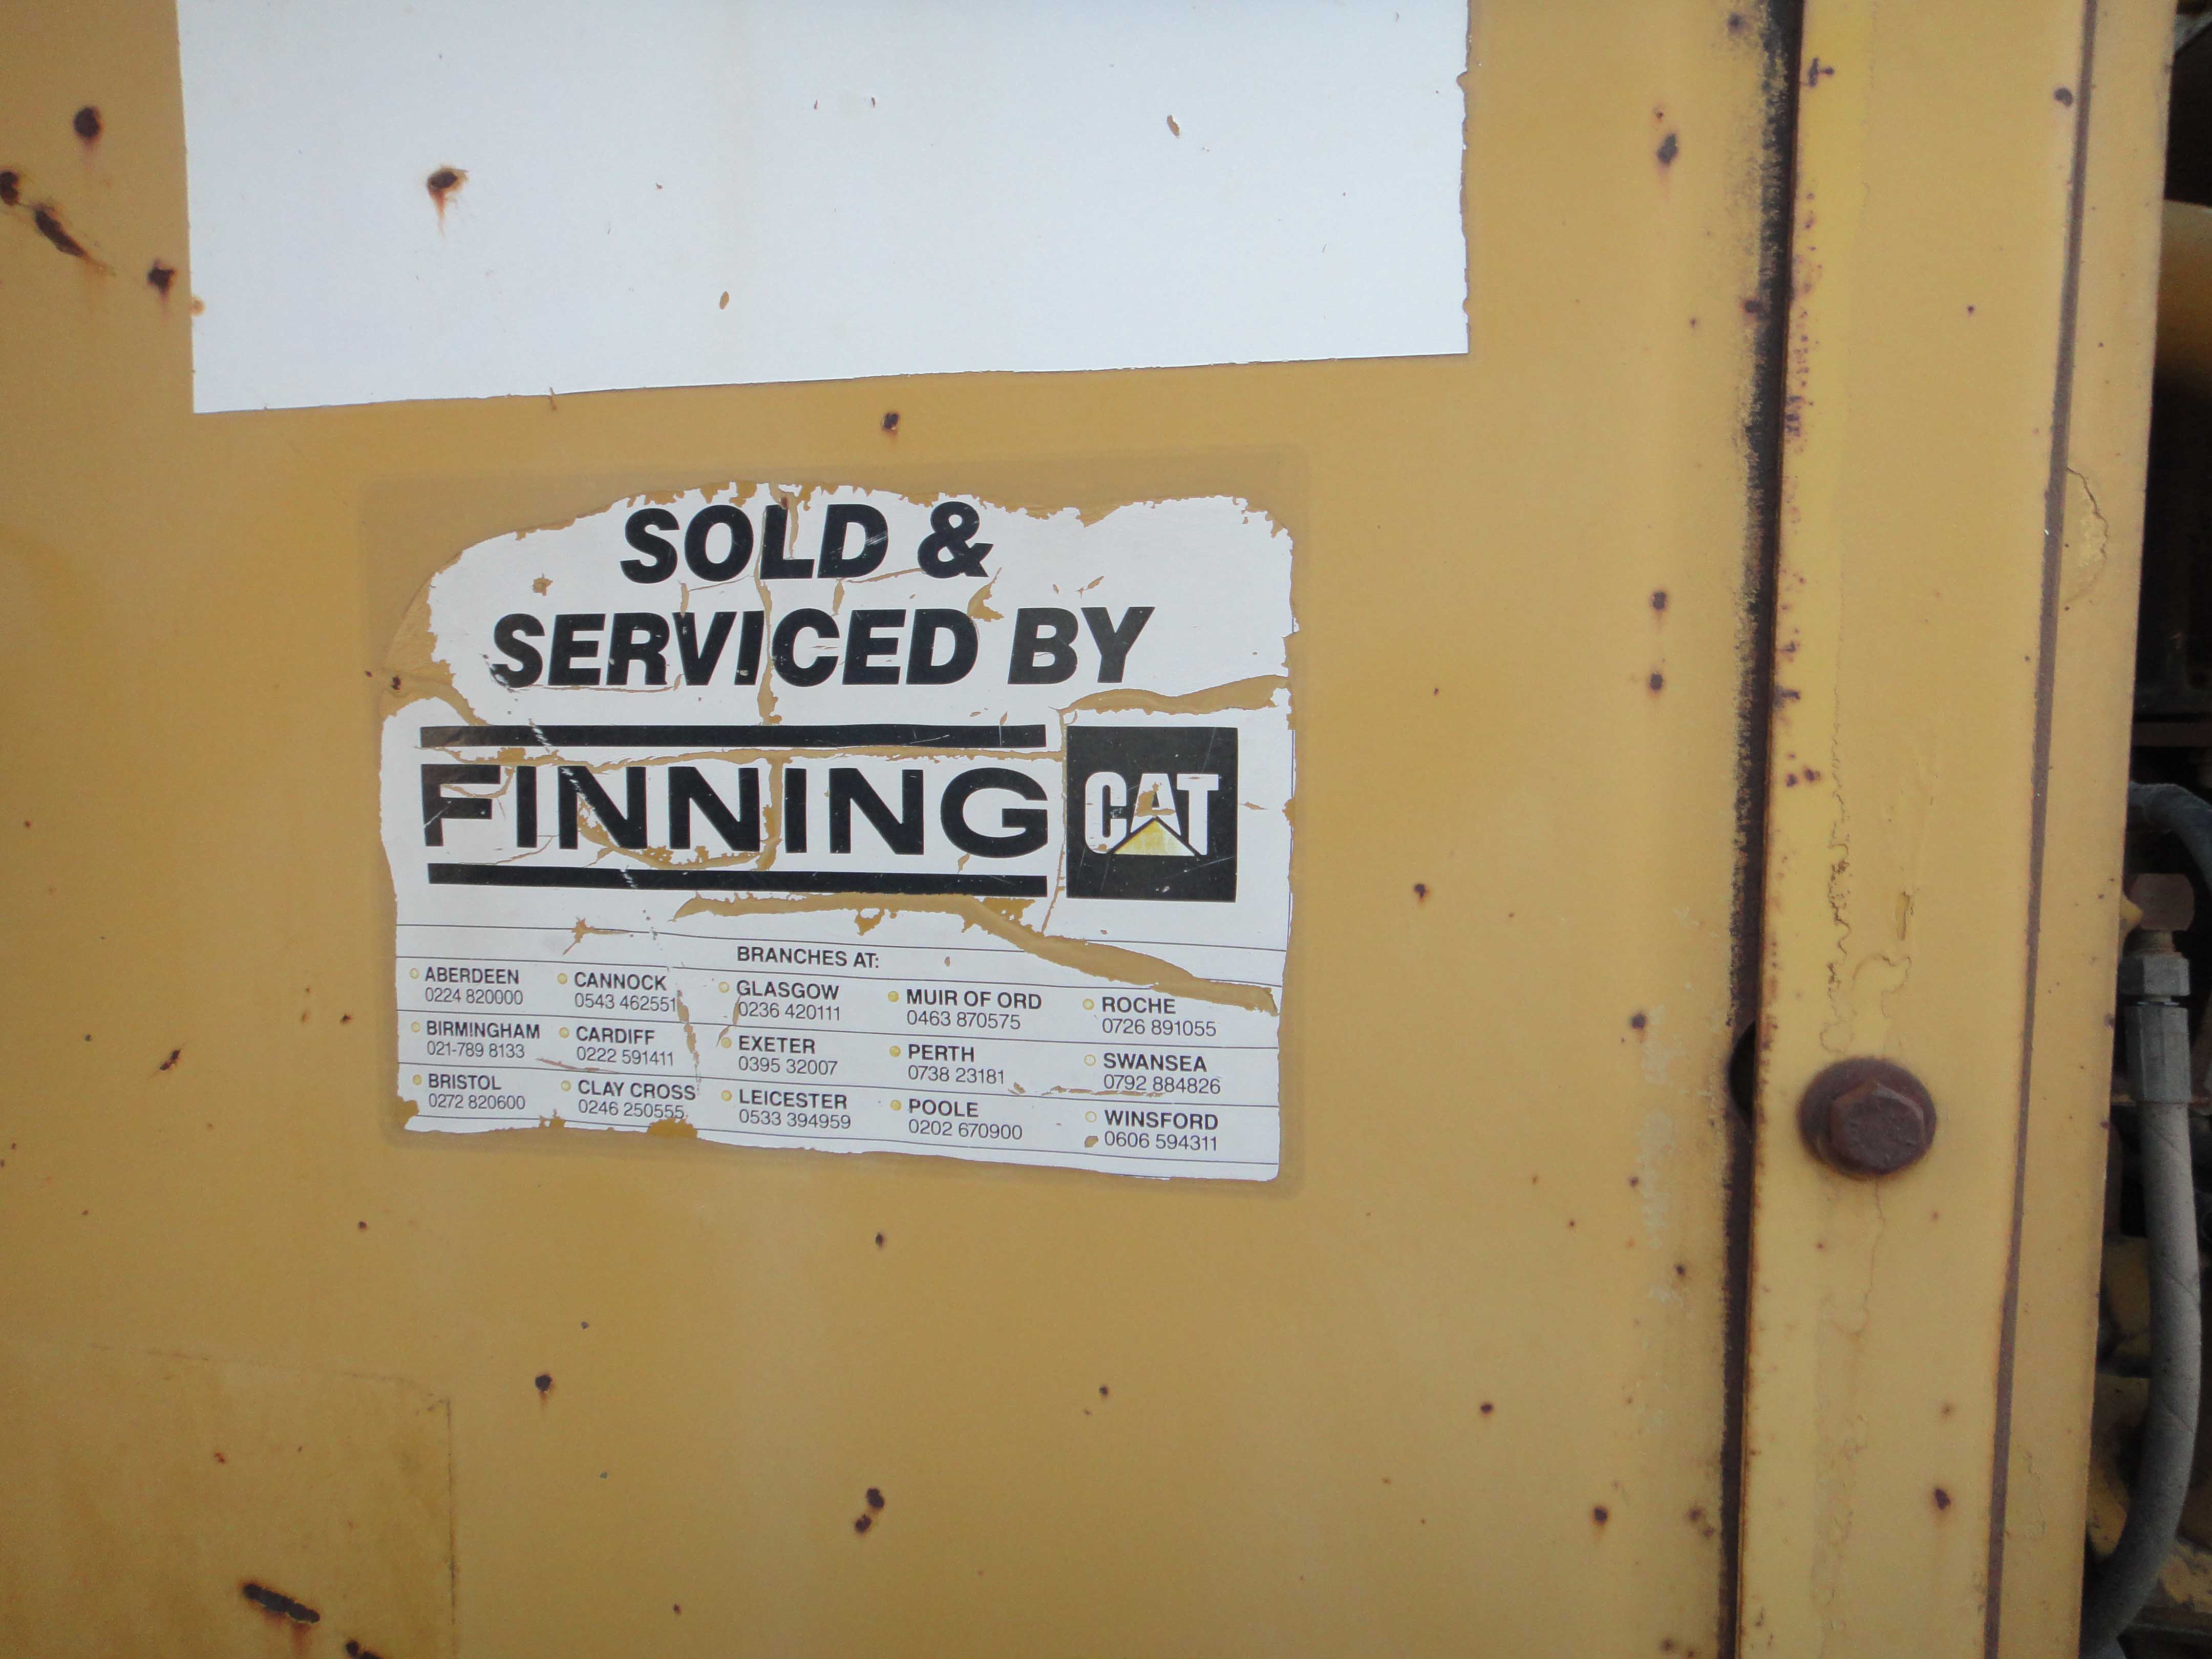 SOLD &
SERVICED BY
FINNING CAT
BRANCHES AT:
ABERDEEN
0224 820000
BIRMINGHAM
021-789 8133
BRISTOL
0272 820600
CANNOCK
0543 462551
CARDIFF
0222 591411
CLAY CROSS
0246 250555
GLASGOW
0236 420111
EXETER
0395 32007
LEICESTER
0533 394959
MUIR OF ORD
0463 870575
PERTH
0738 23181
POOLE
0202 670900
ROCHE
0726 891055
SWANSEA
0792 884826
WINSFORD
0606 594311